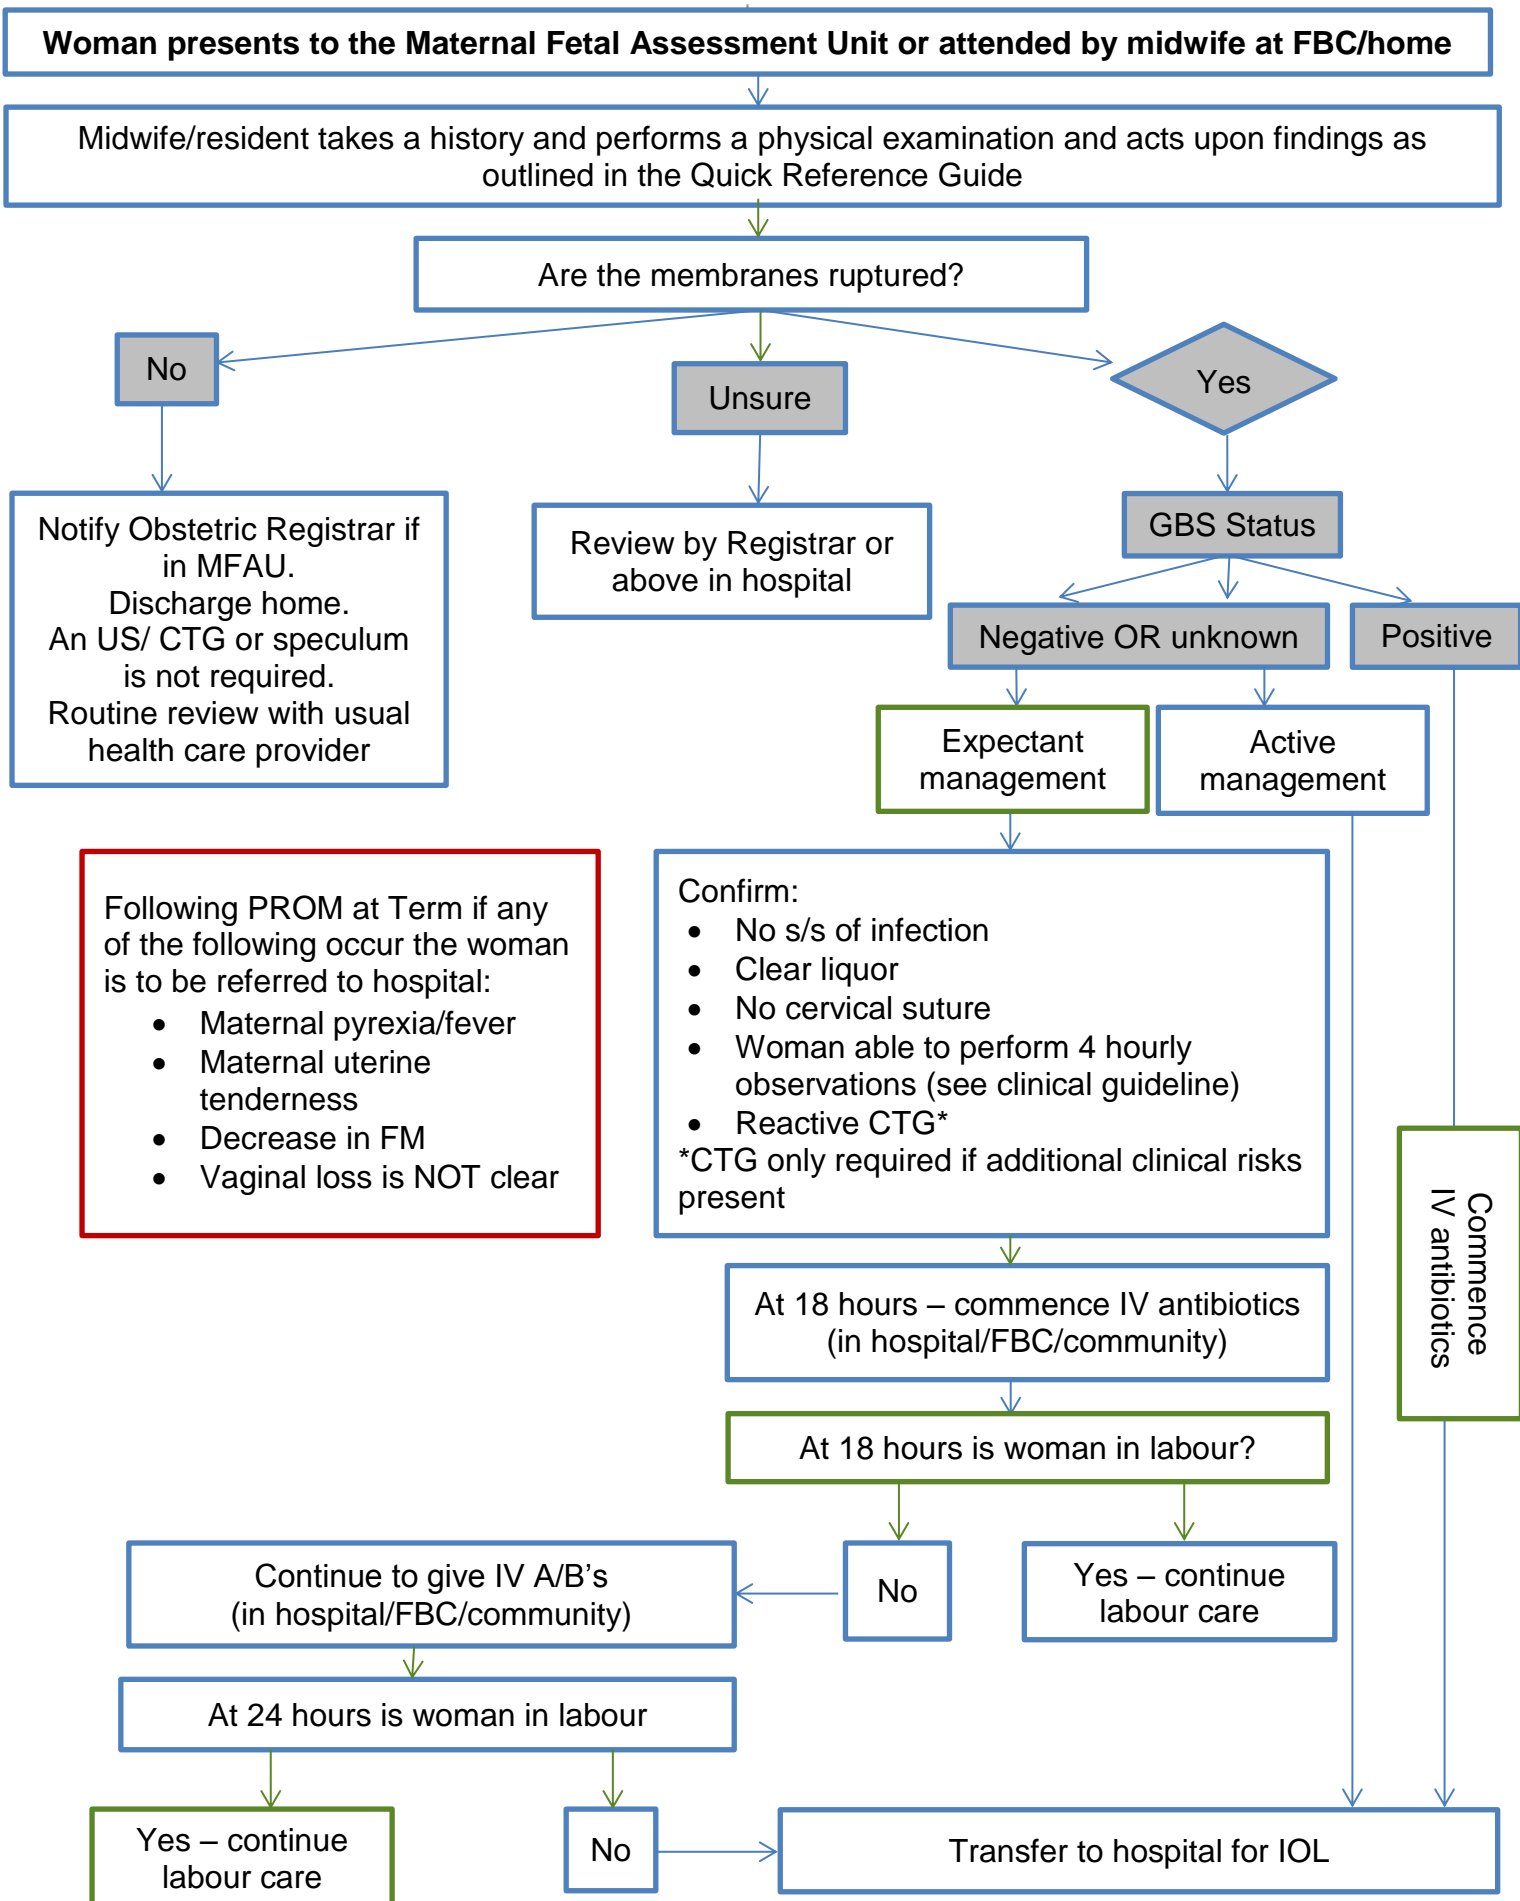 Woman presents to the Maternal Fetal Assessment Unit or attended by midwife at FBC/home
Midwife/resident takes a history and performs a physical examination and acts upon findings as
outlined in the Quick Reference Guide
Are the membranes ruptured?
No
Unsure
Yes
Notify Obstetric Registrar if
in MFAU.
Discharge home.
An US/ CTG or speculum
is not required.
Routine review with usual
health care provider
Review by Registrar or
above in hospital
GBS Status
Negative OR unknown
Positive
Expectant
management
Active
management
Following PROM at Term if any
of the following occur the woman
is to be referred to hospital:
• Maternal pyrexia/fever
• Maternal uterine
tenderness
• Decrease in FM
• Vaginal loss is NOT clear
Confirm:
• No s/s of infection
• Clear liquor
• No cervical suture
• Woman able to perform 4 hourly
observations (see clinical guideline)
• Reactive CTG*
*CTG only required if additional clinical risks
present
Commence
IV antibiotics
At 18 hours – commence IV antibiotics
(in hospital/FBC/community)
At 18 hours is woman in labour?
Continue to give IV A/B’s
(in hospital/FBC/community)
No
Yes – continue
labour care
At 24 hours is woman in labour
Yes – continue
labour care
No
Transfer to hospital for IOL